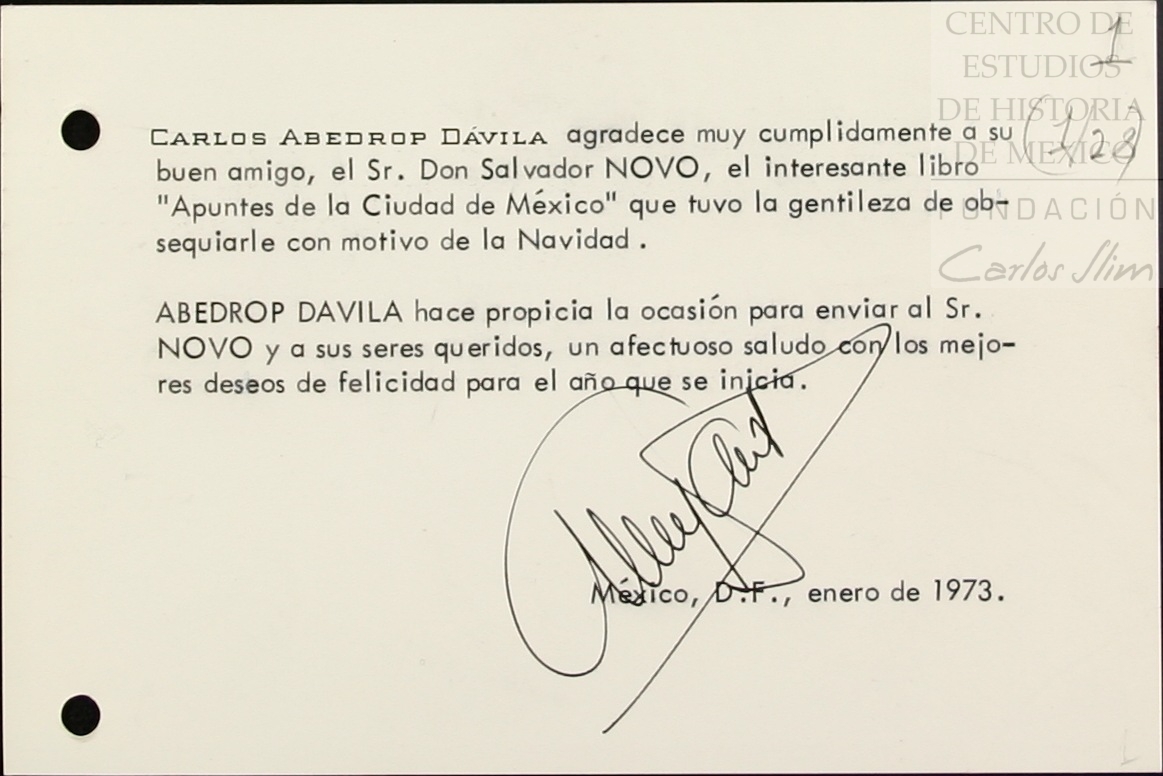 CENTRO DE
ESTUDIOS
DE HISTORIA
DE MÉXICO
FUNDACIÓN
Carlos Slim
1
(1/28)
CARLOS ABEDROP DÁVILA agradece muy cumplidamente a su
buen amigo, el Sr. Don Salvador NOVO, el interesante libro
"Apuntes de la Ciudad de México" que tuvo la gentileza de ob-
sequiarle con motivo de la Navidad.
ABEDROP DAVILA hace propicia la ocasión para enviar al Sr.
NOVO y a sus seres queridos, un afectuoso saludo con los mejo-
res deseos de felicidad para el año que se inicia.
México, D.F., enero de 1973.